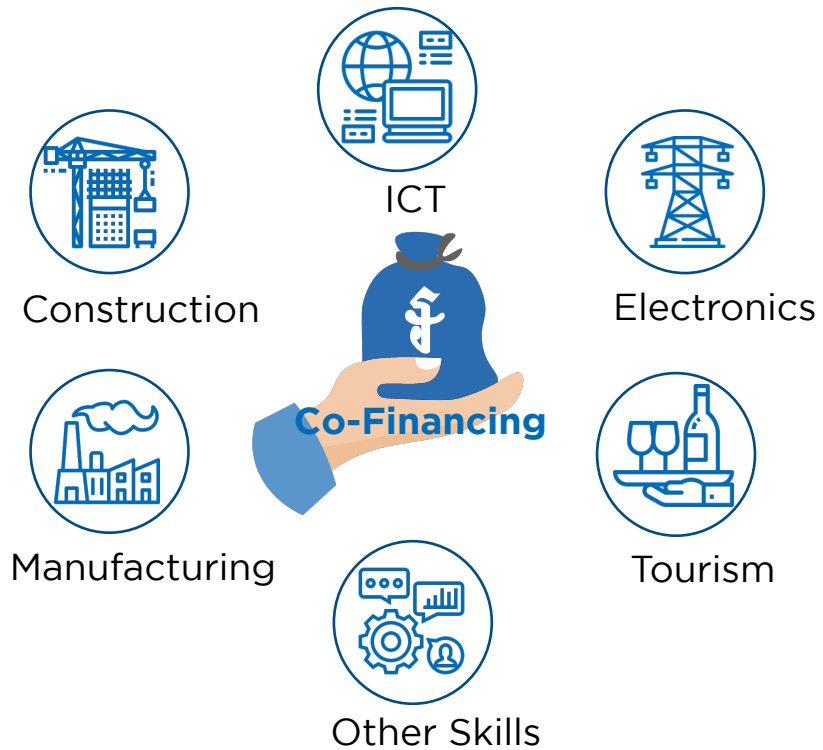 ICT
Construction
Electronics
៛
Co-Financing
Manufacturing
Tourism
Other Skills